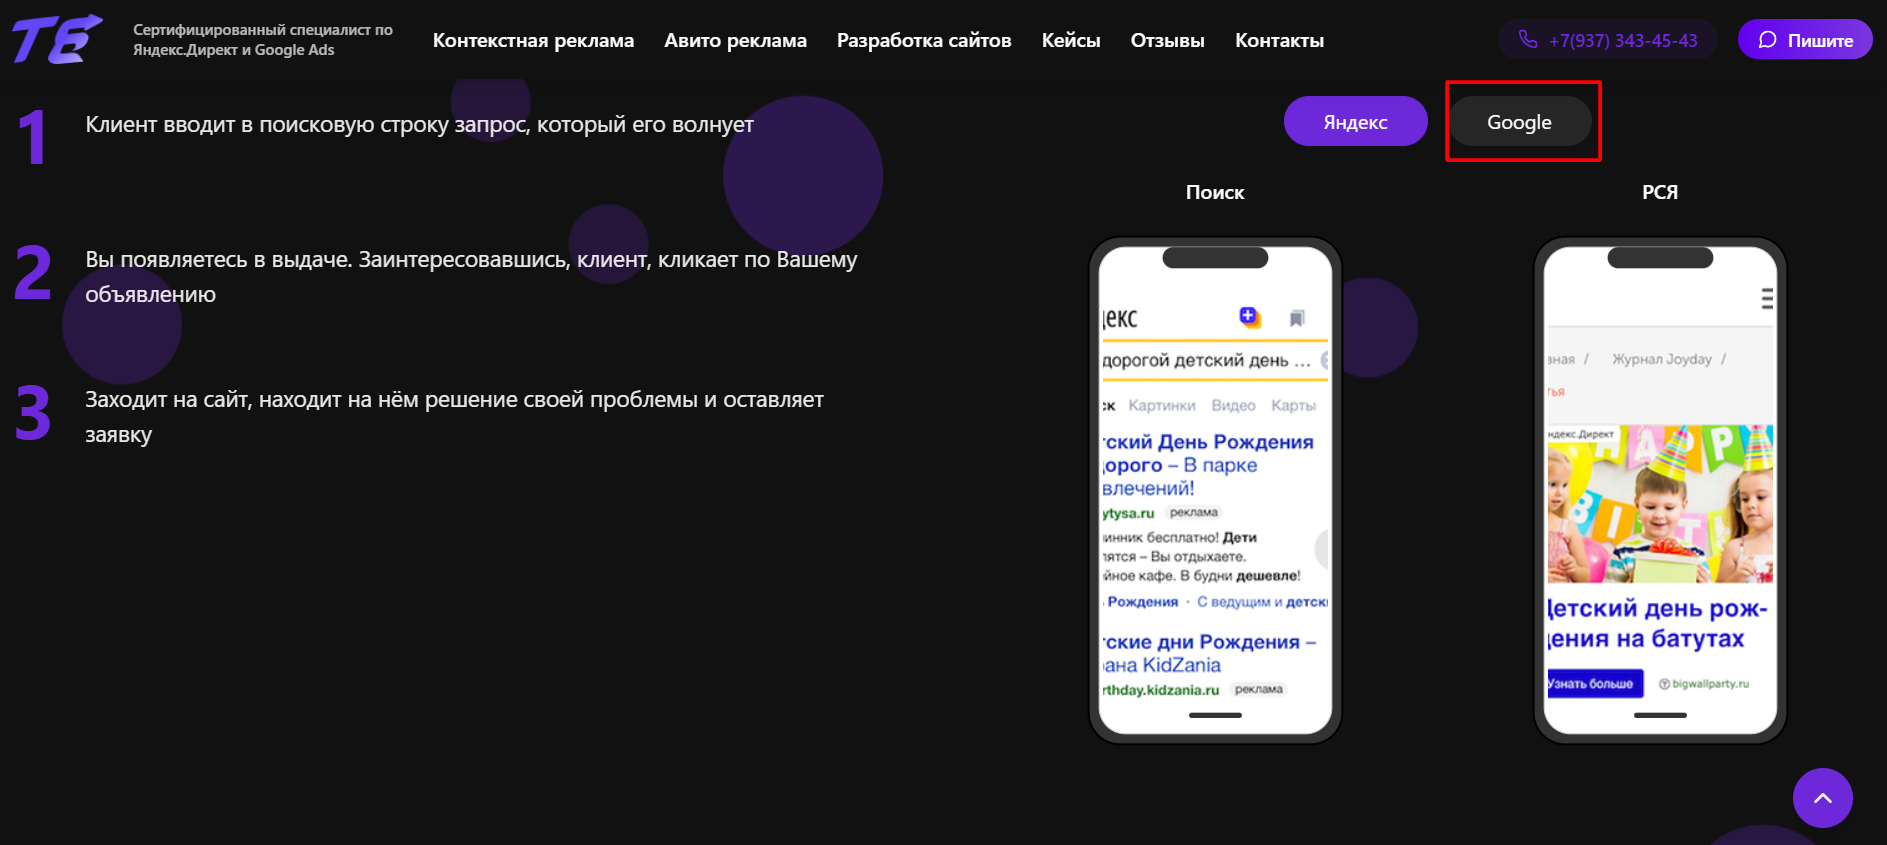 TE
Сертифицированный специалист по
Яндекс.Директ и Google Ads
Контекстная реклама
Авито реклама
Разработка сайтов
Кейсы
Отзывы
Контакты
+7(937) 343-45-43
Пишите
1
Клиент вводит в поисковую строку запрос, который его волнует
2
Вы появляетесь в выдаче. Заинтересовавшись, клиент, кликает по Вашему
объявлению
3
Заходит на сайт, находит на нём решение своей проблемы и оставляет
заявку
Яндекс
Google
Поиск
декс
дорогой детский день ...
ск Картинки Видео Карты
тский День Рождения
дорого – В парке
влечений!
ytysa.ru реклама
инник бесплатно! Дети
лятся – Вы отдыхаете.
йное кафе. В будни дешевле!
Рождения · С ведущим и детск
тские дни Рождения –
рана KidZania
rthday.kidzania.ru реклама
РСЯ
вная / Журнал Joyday /
тья
ндекс.Директ
Детский день рож-
дения на батутах
Узнать больше
bigwallparty.ru